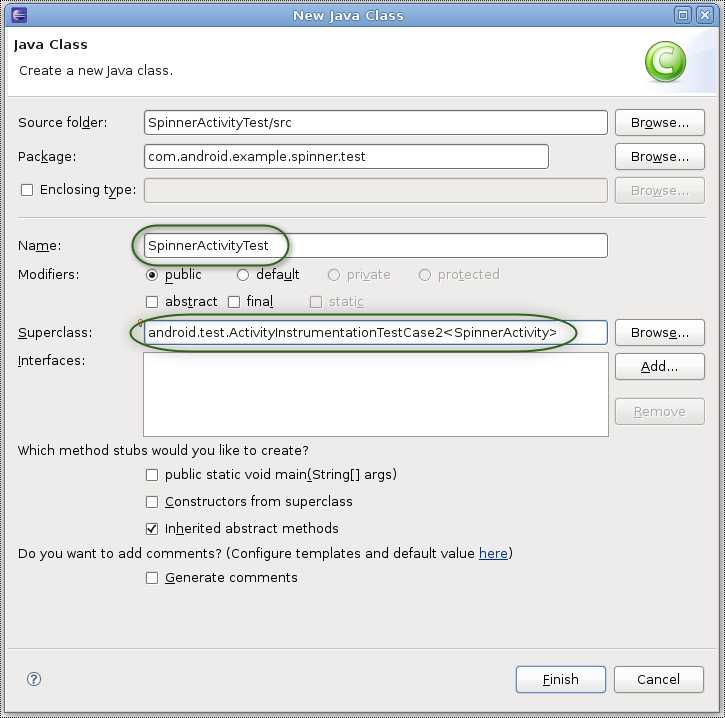 New Java Class
Java Class
Create a new Java class.
C
Source folder: SpinnerActivityTest/src Browse...
Package: com.android.example.spinner.test Browse...
Enclosing type: Browse...
Name: SpinnerActivityTest
Modifiers: public default private protected
abstract final static
Superclass: android.test.ActivityInstrumentationTestCase2<SpinnerActivity> Browse...
Interfaces: Add...
Remove
Which method stubs would you like to create?
public static void main(String[] args)
Constructors from superclass
Inherited abstract methods
Do you want to add comments? (Configure templates and default value here)
Generate comments
? Finish Cancel